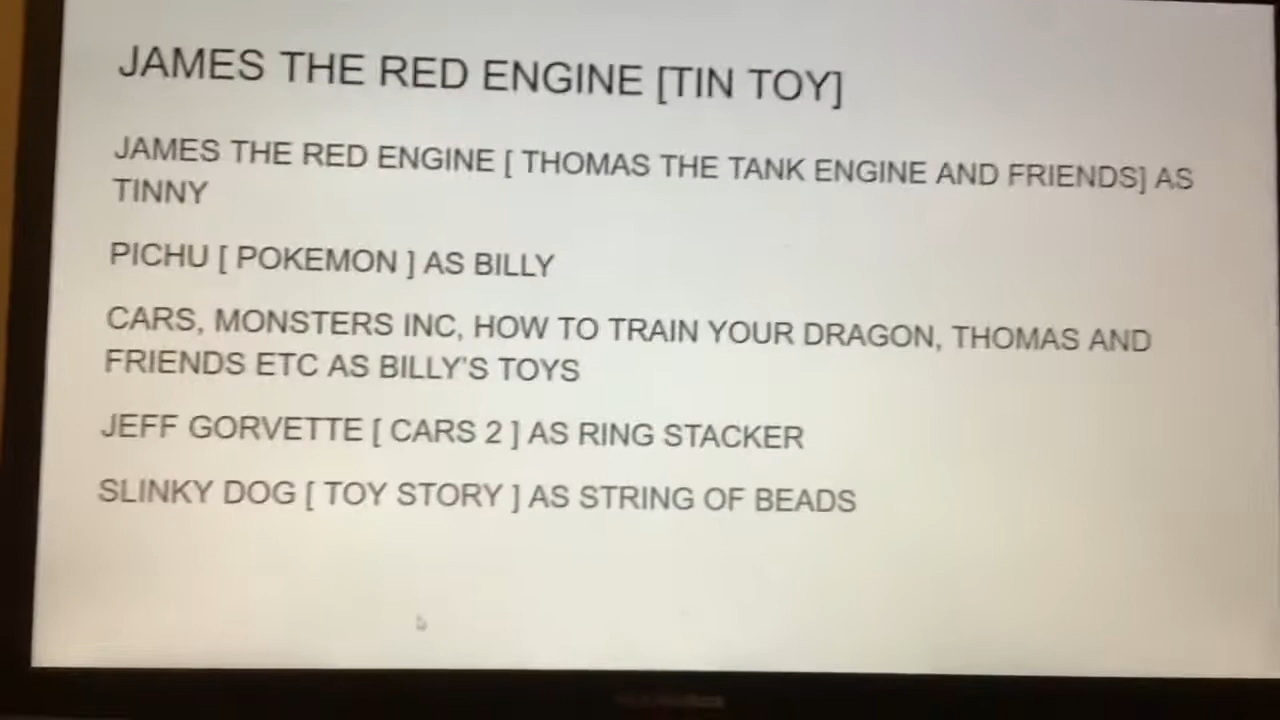 JAMES THE RED ENGINE [TIN TOY]
JAMES THE RED ENGINE [ THOMAS THE TANK ENGINE AND FRIENDS] AS
TINNY
PICHU [ POKEMON ] AS BILLY
CARS, MONSTERS INC, HOW TO TRAIN YOUR DRAGON, THOMAS AND
FRIENDS ETC AS BILLY'S TOYS
JEFF GORVETTE [ CARS 2 ] AS RING STACKER
SLINKY DOG [ TOY STORY ] AS STRING OF BEADS